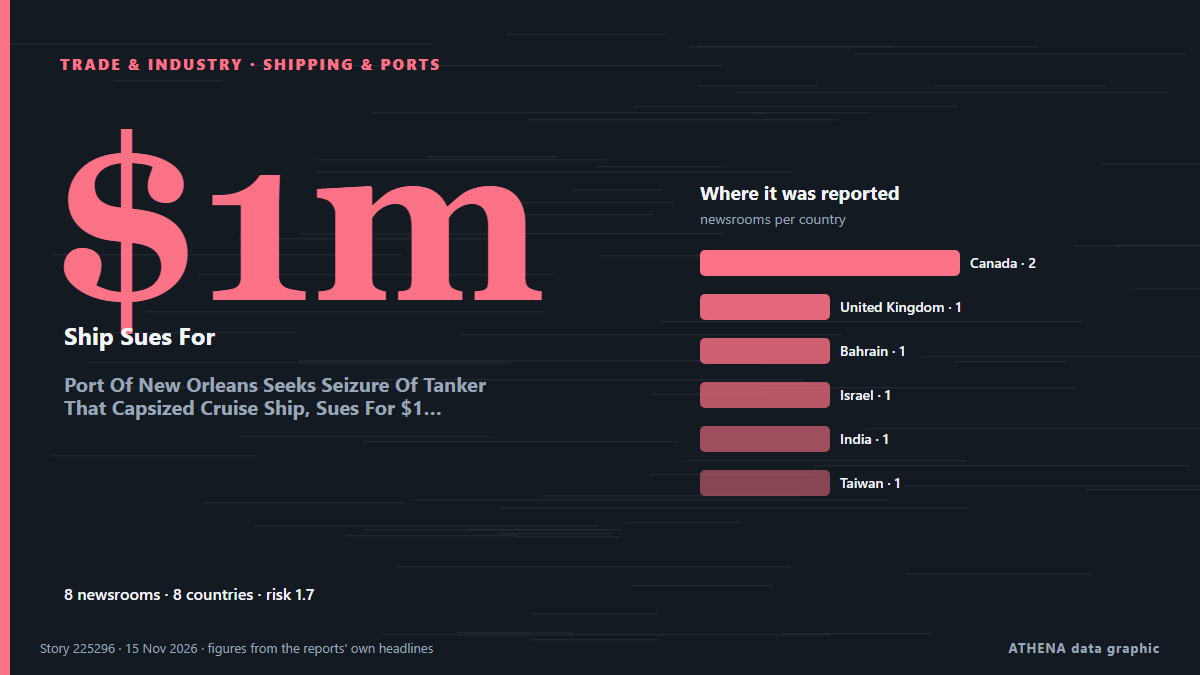 TRADE & INDUSTRY · SHIPPING & PORTS
$1m
Ship Sues For
Port Of New Orleans Seeks Seizure Of Tanker
That Capsized Cruise Ship, Sues For $1…
8 newsrooms · 8 countries · risk 1.7
Where it was reported
newsrooms per country
Canada · 2
United Kingdom · 1
Bahrain · 1
Israel · 1
India · 1
Taiwan · 1
Story 225296 · 15 Nov 2026 · figures from the reports' own headlines
ATHENA data graphic